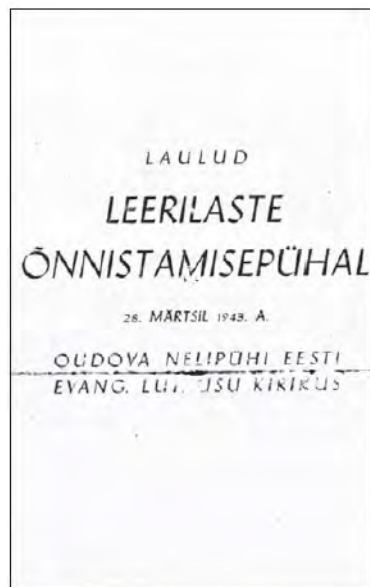 LAULUD
LEERILASTE
ÕNNISTAMISEPÜHAL
28. MÄRTSIL 1943. A.
OUDOVA NELIPÜHI EESTI
EVANG. LUT. USU KIRIKUS